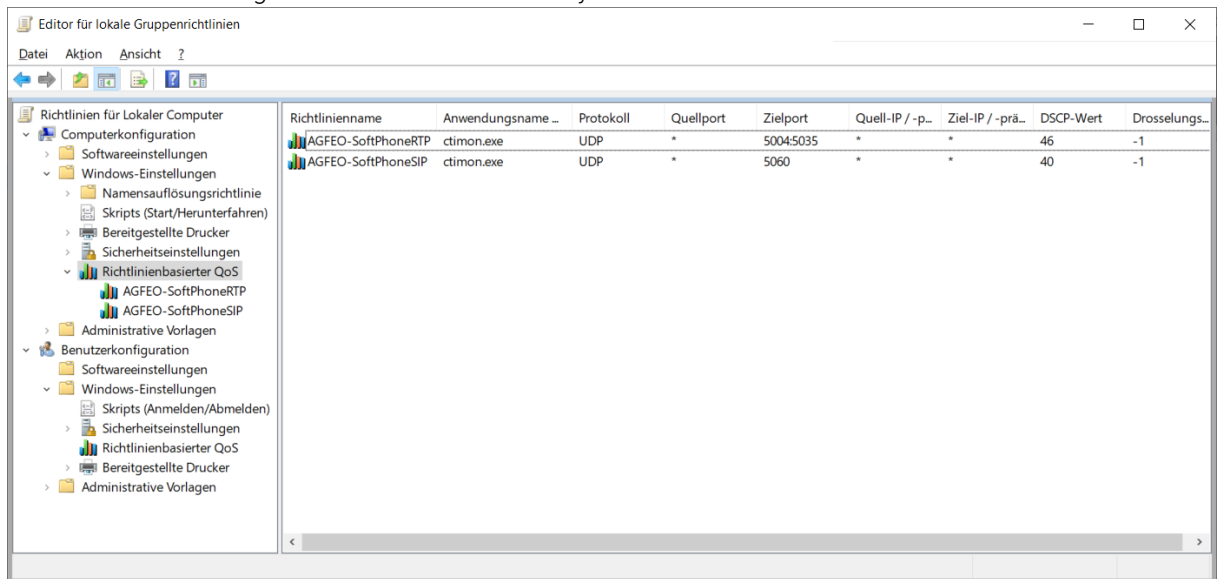 Editor für lokale Gruppenrichtlinien
Datei Aktion Ansicht ?
Richtlinien für Lokaler Computer
Computerkonfiguration
Softwareeinstellungen
Windows-Einstellungen
Namensauflösungsrichtlinie
Skripts (Start/Herunterfahren)
Bereitgestellte Drucker
Sicherheitseinstellungen
Richtlinienbasierter QoS
AGFEO-SoftPhoneRTP
AGFEO-SoftPhoneSIP
Administrative Vorlagen
Benutzerkonfiguration
Softwareeinstellungen
Windows-Einstellungen
Skripts (Anmelden/Abmelden)
Sicherheitseinstellungen
Richtlinienbasierter QoS
Bereitgestellte Drucker
Administrative Vorlagen
Richtlinienname Anwendungsname ... Protokoll Quellport Zielport Quell-IP / -p... Ziel-IP / -prä... DSCP-Wert Drosselungs...
AGFEO-SoftPhoneRTP ctimon.exe UDP * 5004:5035 * * 46 -1
AGFEO-SoftPhoneSIP ctimon.exe UDP * 5060 * * 40 -1